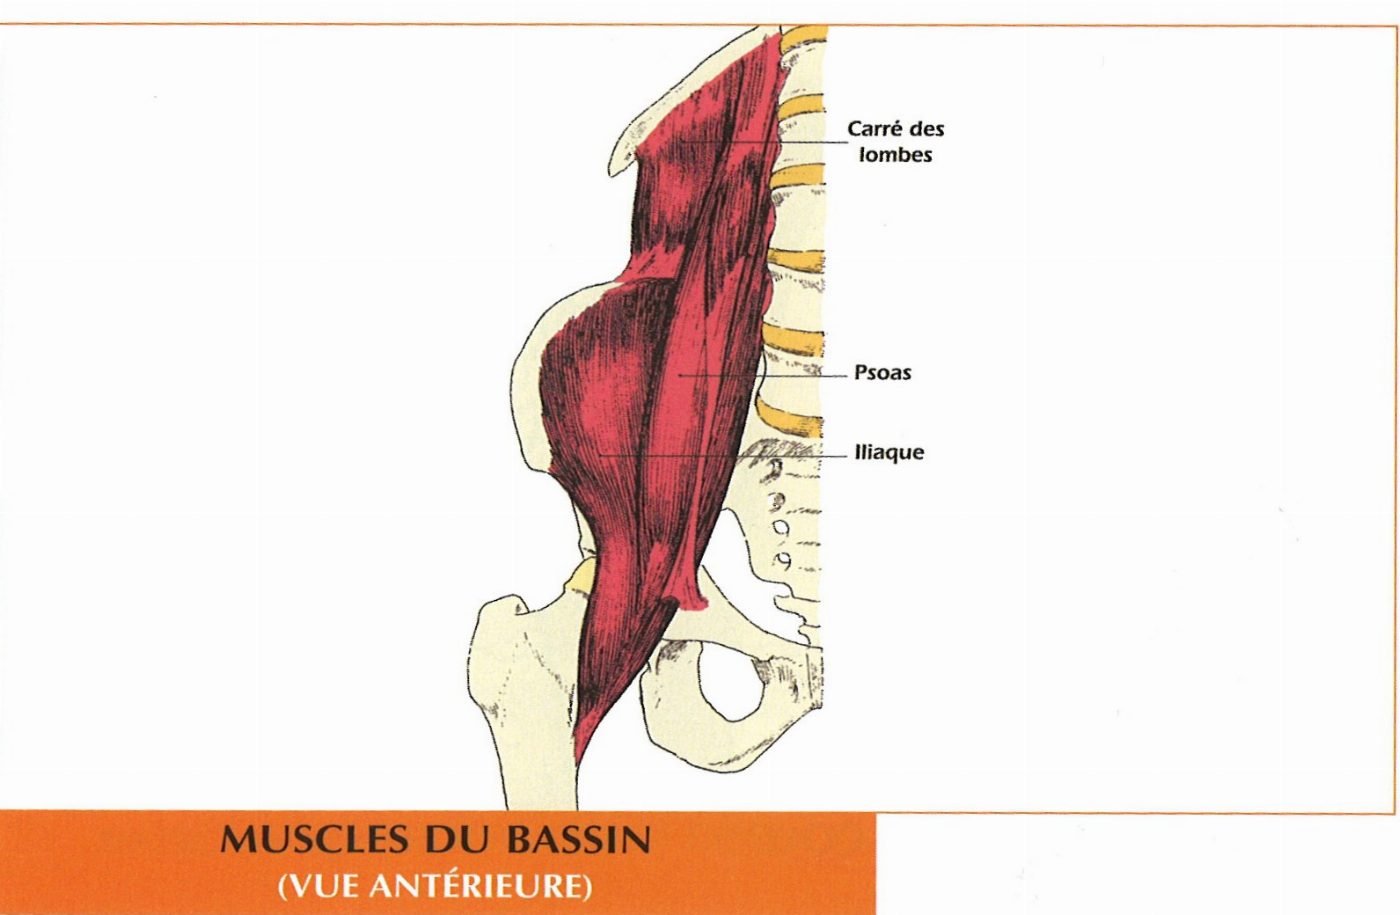 Carré des
lombes
Psoas
Iliaque
MUSCLES DU BASSIN
(VUE ANTÉRIEURE)